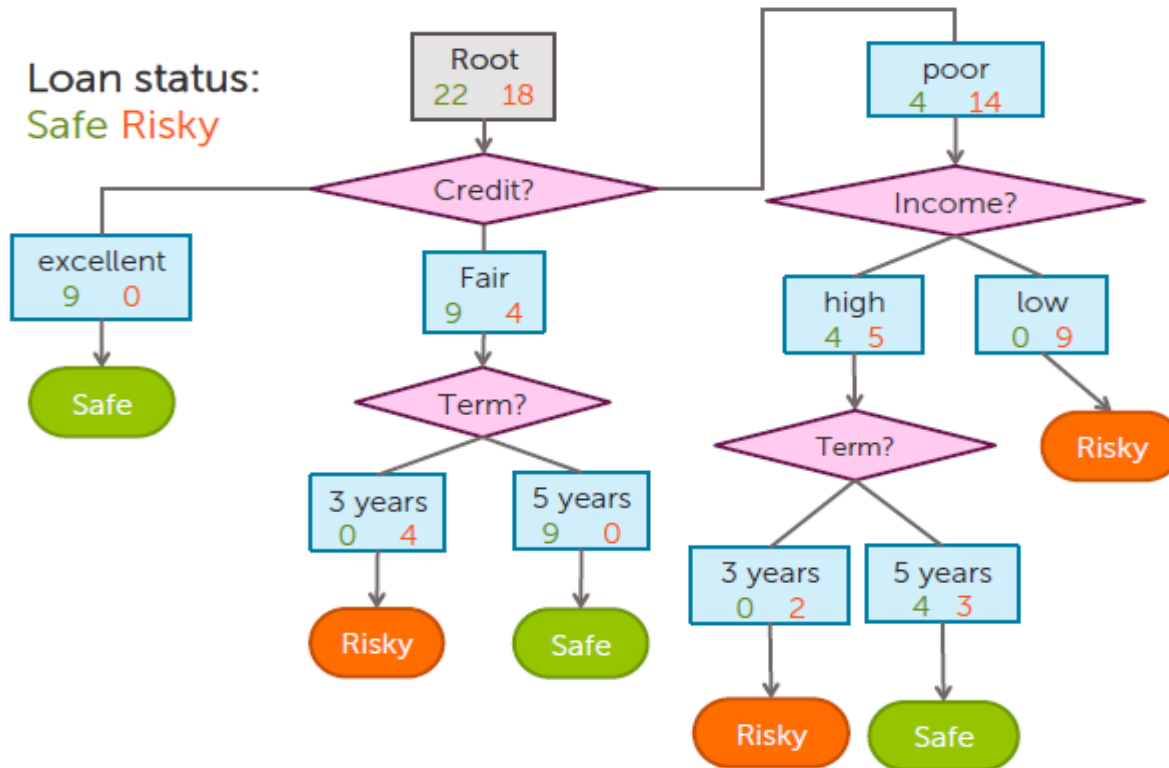 Loan status:
Safe Risky
Root
22 18
Credit?
excellent
9 0
Safe
Fair
9 4
Term?
3 years
0 4
Risky
5 years
9 0
Safe
poor
4 14
Income?
high
4 5
Term?
3 years
0 2
Risky
5 years
4 3
Safe
low
0 9
Risky